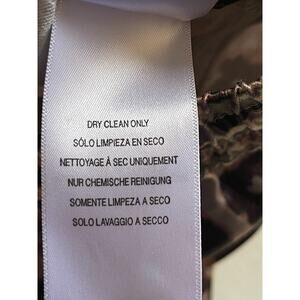 DRY CLEAN ONLY
SÓLO LIMPIEZA EN SECO
NETTOYAGE À SEC UNIQUEMENT
NUR CHEMISCHE REINIGUNG
SOMENTE LIMPEZA A SECO
SOLO LAVAGGIO A SECCO